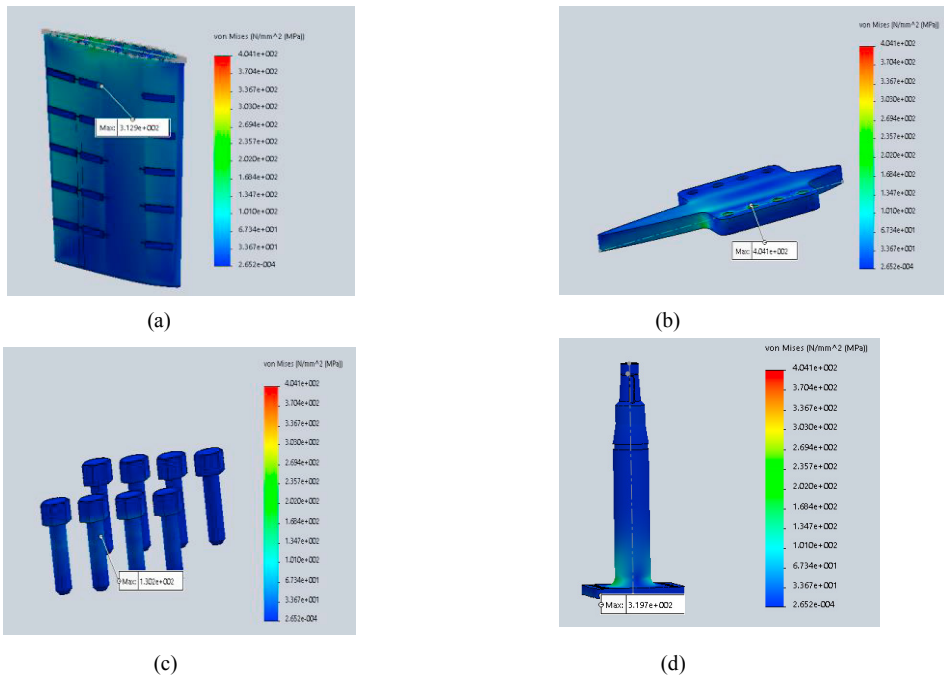 von Mises (N/mm^2 (MPa))
4.041e+002
3.704e+002
3.367e+002
3.030e+002
2.694e+002
2.357e+002
2.020e+002
1.684e+002
1.347e+002
1.010e+002
6.734e+001
3.367e+001
2.652e-004
Max: 3.129e+002
(a)
von Mises (N/mm^2 (MPa))
4.041e+002
3.704e+002
3.367e+002
3.030e+002
2.694e+002
2.357e+002
2.020e+002
1.684e+002
1.347e+002
1.010e+002
6.734e+001
3.367e+001
2.652e-004
Max: 4.041e+002
(b)
von Mises (N/mm^2 (MPa))
4.041e+002
3.704e+002
3.367e+002
3.030e+002
2.694e+002
2.357e+002
2.020e+002
1.684e+002
1.347e+002
1.010e+002
6.734e+001
3.367e+001
2.652e-004
Max: 1.302e+002
(c)
von Mises (N/mm^2 (MPa))
4.041e+002
3.704e+002
3.367e+002
3.030e+002
2.694e+002
2.357e+002
2.020e+002
1.684e+002
1.347e+002
1.010e+002
6.734e+001
3.367e+001
2.652e-004
Max: 3.197e+002
(d)